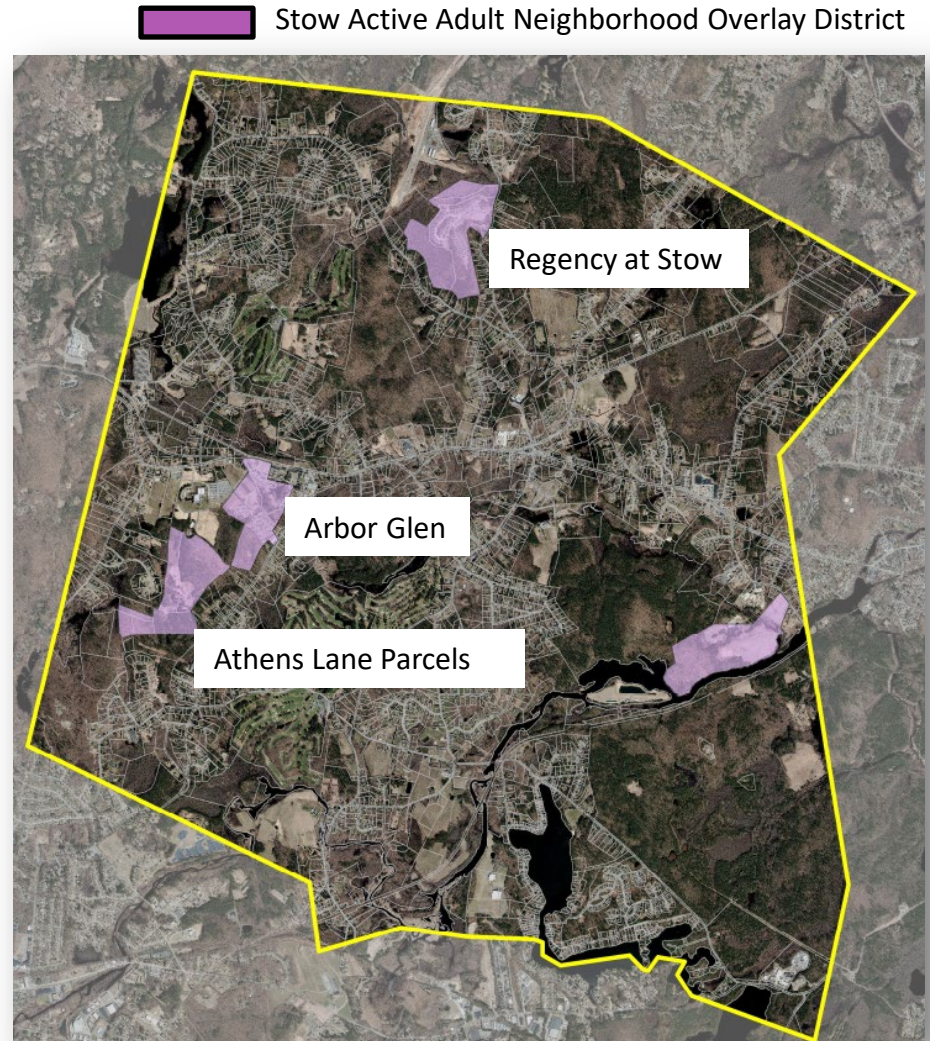 Stow Active Adult Neighborhood Overlay District
Regency at Stow
Arbor Glen
Athens Lane Parcels